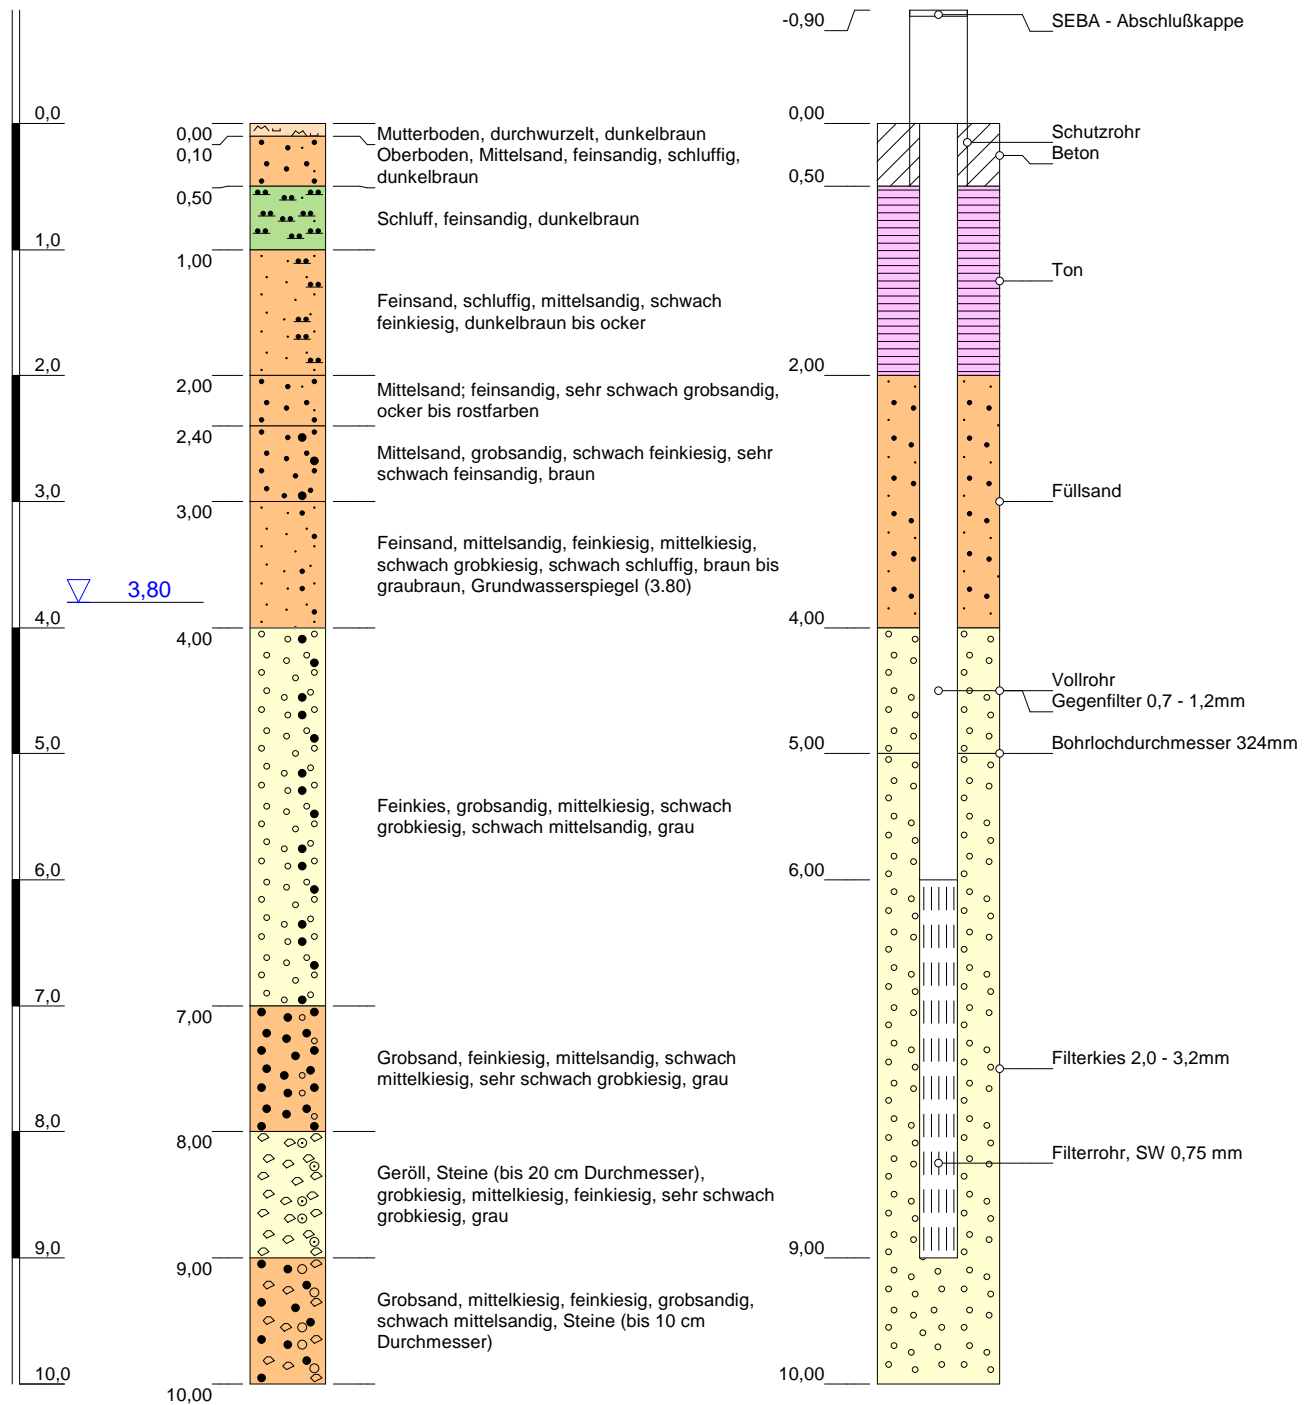 0,0
1,0
2,0
3,0
3,80
4,0
5,0
6,0
7,0
8,0
9,0
10,0
0,00
0,10
0,50
1,00
2,00
2,40
3,00
4,00
7,00
8,00
9,00
10,00
Mutterboden, durchwurzelt, dunkelbraun
Oberboden, Mittelsand, feinsandig, schluffig,
dunkelbraun
Schluff, feinsandig, dunkelbraun
Feinsand, schluffig, mittelsandig, schwach
feinkiesig, dunkelbraun bis ocker
Mittelsand; feinsandig, sehr schwach grobsandig,
ocker bis rostfarben
Mittelsand, grobsandig, schwach feinkiesig, sehr
schwach feinsandig, braun
Feinsand, mittelsandig, feinkiesig, mittelkiesig,
schwach grobkiesig, schwach schluffig, braun bis
graubraun, Grundwasserspiegel (3.80)
Feinkies, grobsandig, mittelkiesig, schwach
grobkiesig, schwach mittelsandig, grau
Grobsand, feinkiesig, mittelsandig, schwach
mittelkiesig, sehr schwach grobkiesig, grau
Geröll, Steine (bis 20 cm Durchmesser),
grobkiesig, mittelkiesig, feinkiesig, sehr schwach
grobkiesig, grau
Grobsand, mittelkiesig, feinkiesig, grobsandig,
schwach mittelsandig, Steine (bis 10 cm
Durchmesser)
-0,90
0,00
0,50
2,00
4,00
5,00
6,00
9,00
10,00
SEBA - Abschlußkappe
Schutzrohr
Beton
Ton
Füllsand
Vollrohr
Gegenfilter 0,7 - 1,2mm
Bohrlochdurchmesser 324mm
Filterkies 2,0 - 3,2mm
Filterrohr, SW 0,75 mm